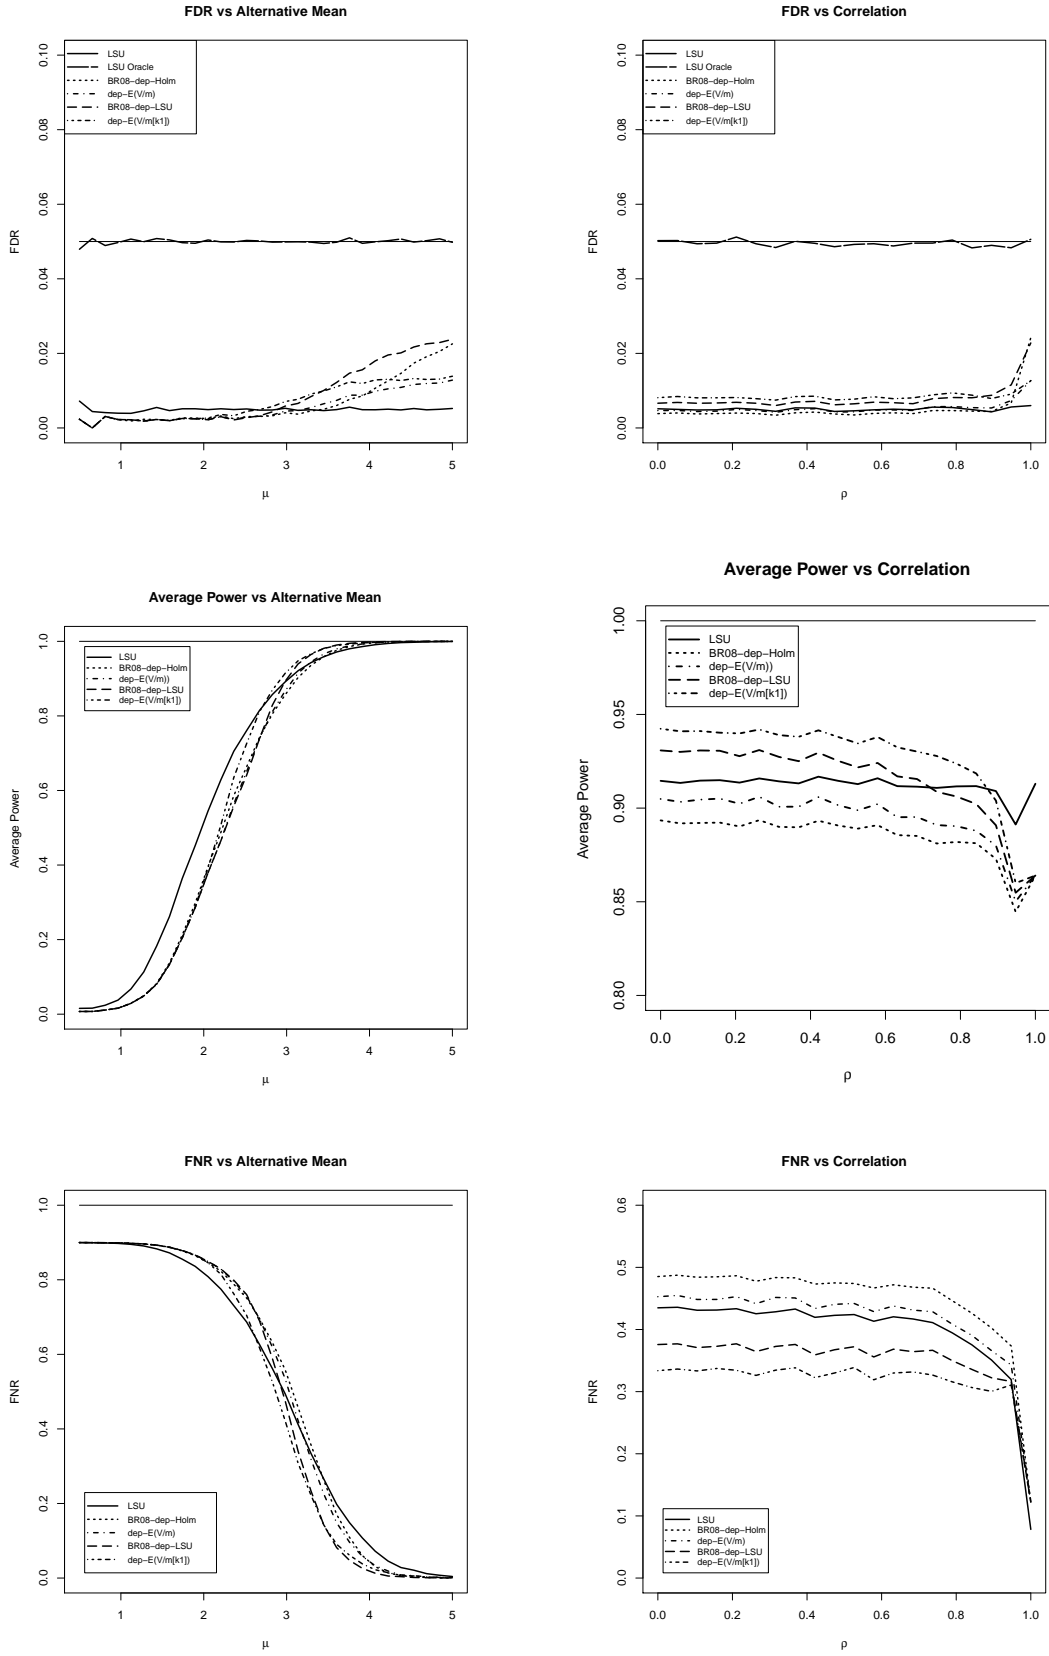 FDR vs Alternative Mean
LSU
LSU Oracle
BR08−dep−Holm
dep−E(V/m)
BR08−dep−LSU
dep−E(V/m[k1])
FDR
0.10
0.08
0.06
0.04
0.02
0.00
1 2 3 4 5
μ
FDR vs Correlation
LSU
LSU Oracle
BR08−dep−Holm
dep−E(V/m)
BR08−dep−LSU
dep−E(V/m[k1])
FDR
0.10
0.08
0.06
0.04
0.02
0.00
0.0 0.2 0.4 0.6 0.8 1.0
ρ
Average Power vs Alternative Mean
LSU
BR08−dep−Holm
dep−E(V/m))
BR08−dep−LSU
dep−E(V/m[k1])
Average Power
1.0
0.8
0.6
0.4
0.2
0.0
1 2 3 4 5
μ
Average Power vs Correlation
LSU
BR08−dep−Holm
dep−E(V/m))
BR08−dep−LSU
dep−E(V/m[k1])
Average Power
1.00
0.95
0.90
0.85
0.80
0.0 0.2 0.4 0.6 0.8 1.0
ρ
FNR vs Alternative Mean
LSU
BR08−dep−Holm
dep−E(V/m)
BR08−dep−LSU
dep−E(V/m[k1])
FNR
1.0
0.8
0.6
0.4
0.2
0.0
1 2 3 4 5
μ
FNR vs Correlation
LSU
BR08−dep−Holm
dep−E(V/m)
BR08−dep−LSU
dep−E(V/m[k1])
FNR
0.6
0.5
0.4
0.3
0.2
0.1
0.0
0.0 0.2 0.4 0.6 0.8 1.0
ρ